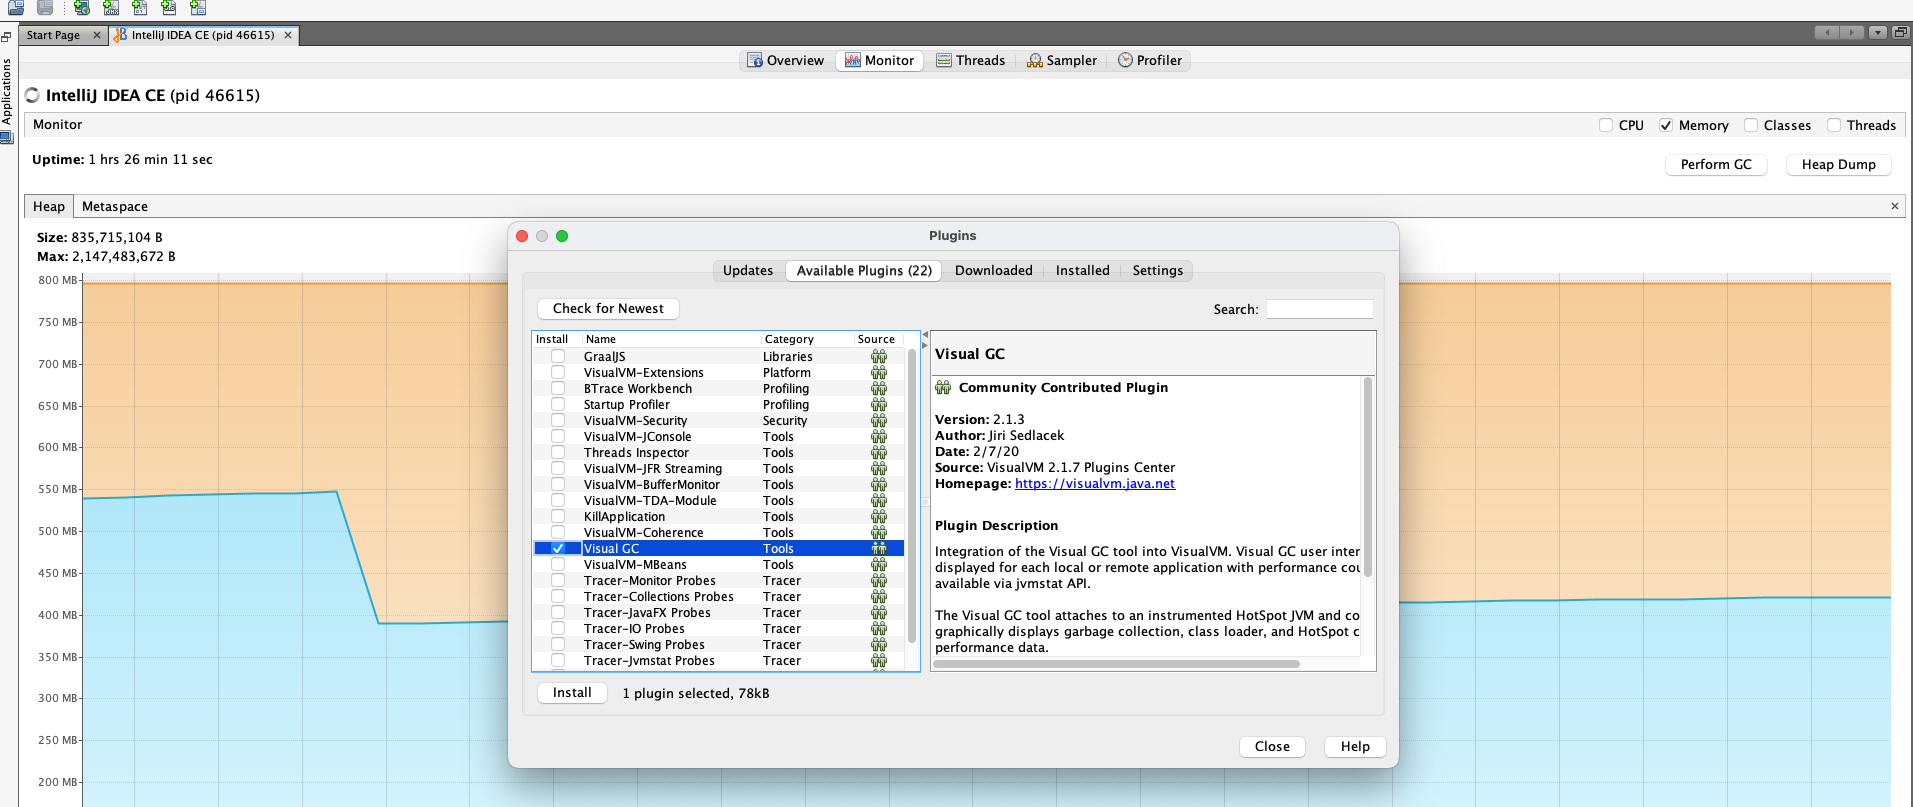 Start Page
IntelliJ IDEA CE (pid 46615)
Applications
Overview
Monitor
Threads
Sampler
Profiler
IntelliJ IDEA CE (pid 46615)
Monitor
CPU
Memory
Classes
Threads
Uptime: 1 hrs 26 min 11 sec
Perform GC
Heap Dump
Heap
Metaspace
Size: 835,715,104 B
Max: 2,147,483,672 B
800 MB
750 MB
700 MB
650 MB
600 MB
550 MB
500 MB
450 MB
400 MB
350 MB
300 MB
250 MB
200 MB
Plugins
Updates
Available Plugins (22)
Downloaded
Installed
Settings
Check for Newest
Search:
Install Name Category Source
GraalJS Libraries
VisualVM-Extensions Platform
BTrace Workbench Profiling
Startup Profiler Profiling
VisualVM-Security Security
VisualVM-JConsole Tools
Threads Inspector Tools
VisualVM-JFR Streaming Tools
VisualVM-BufferMonitor Tools
VisualVM-TDA-Module Tools
KillApplication Tools
VisualVM-Coherence Tools
Visual GC Tools
VisualVM-MBeans Tools
Tracer-Monitor Probes Tracer
Tracer-Collections Probes Tracer
Tracer-JavaFX Probes Tracer
Tracer-IO Probes Tracer
Tracer-Swing Probes Tracer
Tracer-Jvmstat Probes Tracer
Visual GC
Community Contributed Plugin
Version: 2.1.3
Author: Jiri Sedlacek
Date: 2/7/20
Source: VisualVM 2.1.7 Plugins Center
Homepage: https://visualvm.java.net
Plugin Description
Integration of the Visual GC tool into VisualVM. Visual GC user inter
displayed for each local or remote application with performance cou
available via jvmstat API.
The Visual GC tool attaches to an instrumented HotSpot JVM and co
graphically displays garbage collection, class loader, and HotSpot c
performance data.
Install
1 plugin selected, 78kB
Close
Help